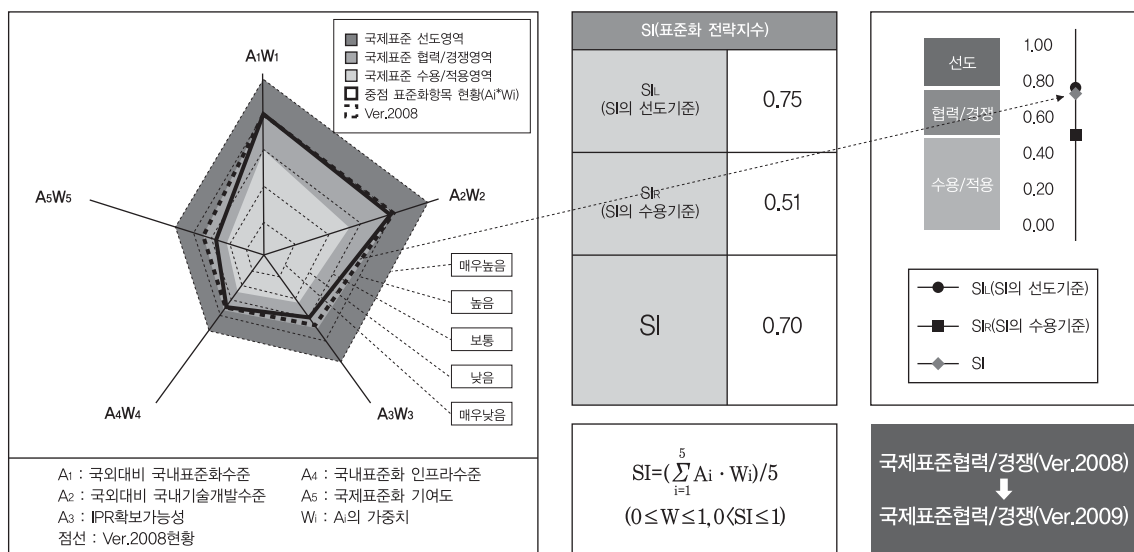 국제표준 선도영역
국제표준 협력/경쟁영역
국제표준 수용/적용영역
중점 표준화항목 현황(Ai*Wi)
Ver.2008
A1W1
A2W2
A5W5
A4W4
A3W3
매우높음
높음
보통
낮음
매우낮음
A1 : 국외대비 국내표준화수준
A2 : 국외대비 국내기술개발수준
A3 : IPR확보가능성
점선 : Ver.2008현황
A4 : 국내표준화 인프라수준
A5 : 국제표준화 기여도
Wi : Ai의 가중치
SI(표준화 전략지수)
SIL
(SI의 선도기준)
0.75
SIR
(SI의 수용기준)
0.51
SI
0.70
SI=(∑Ai · Wi)/5
5
i=1
(0≤W≤1, 0<SI≤1)
선도
협력/경쟁
수용/적용
1.00
0.80
0.60
0.40
0.20
0.00
SIL(SI의 선도기준)
SIR(SI의 수용기준)
SI
국제표준협력/경쟁(Ver.2008)
국제표준협력/경쟁(Ver.2009)